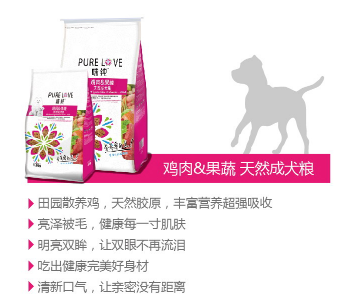 PURE LOVE
PURE LOVE
鸡肉&果蔬 天然成犬粮
田园散养鸡，天然胶原，丰富营养超强吸收
亮泽被毛，健康每一寸肌肤
明亮双眸，让双眼不再流泪
吃出健康完美好身材
清新口气，让亲密没有距离